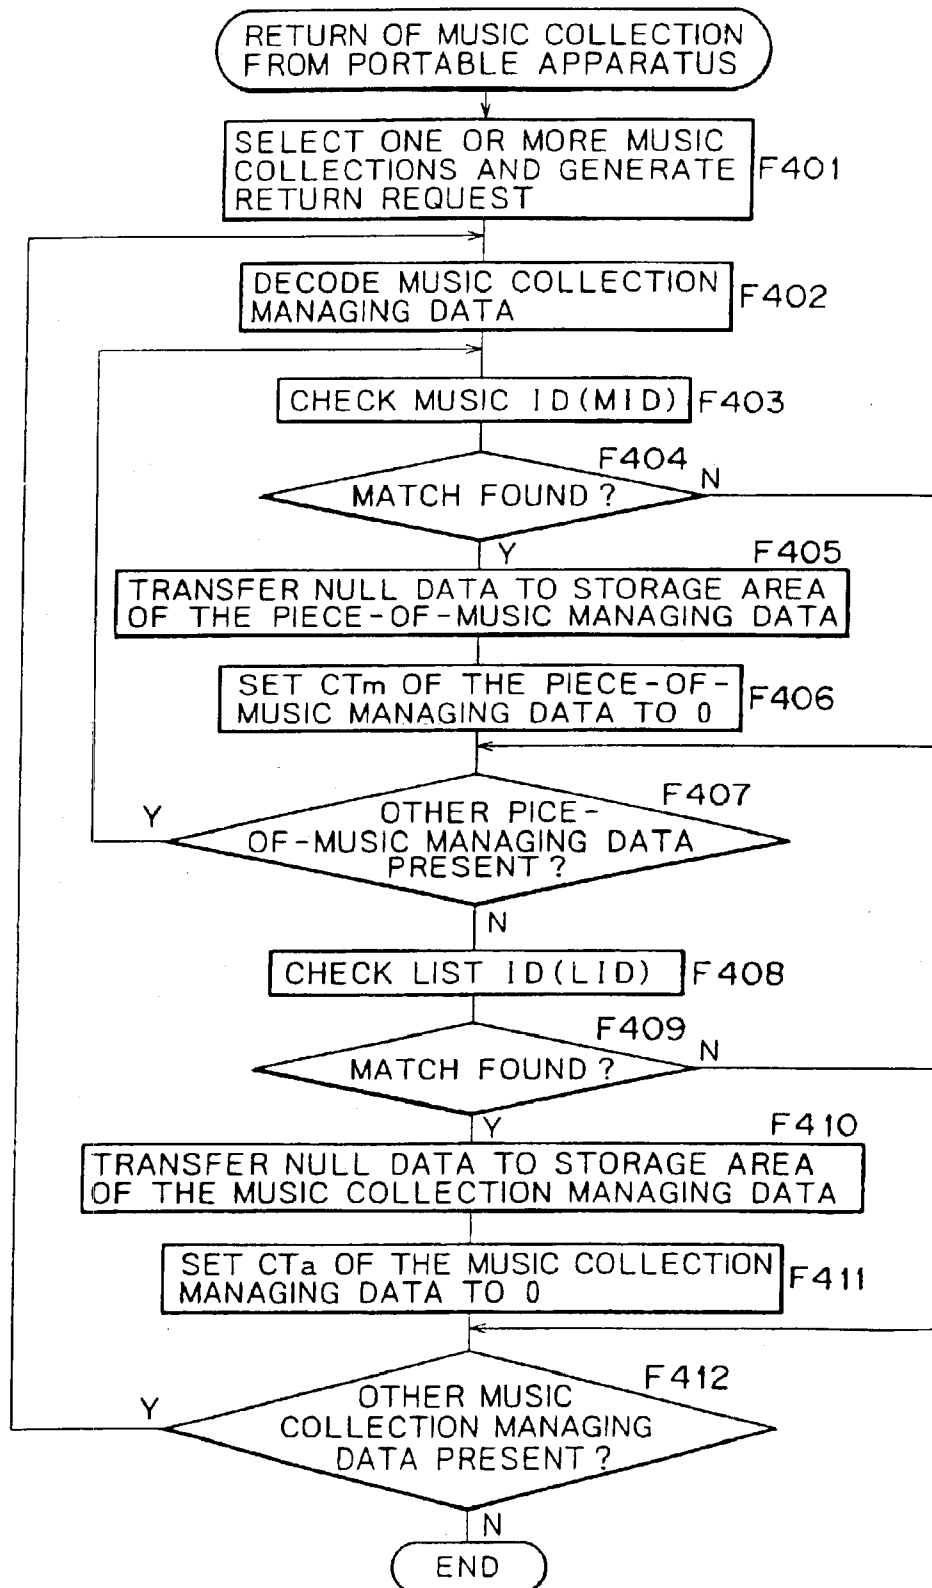 RETURN OF MUSIC COLLECTION
FROM PORTABLE APPARATUS
SELECT ONE OR MORE MUSIC
COLLECTIONS AND GENERATE
RETURN REQUEST
F401
DECODE MUSIC COLLECTION
MANAGING DATA
F402
CHECK MUSIC ID(MID)
F403
F404
MATCH FOUND?
N
Y
F405
TRANSFER NULL DATA TO STORAGE AREA
OF THE PIECE-OF-MUSIC MANAGING DATA
SET CTm OF THE PIECE-OF-
MUSIC MANAGING DATA TO 0
F406
F407
Y
OTHER PICE-
OF-MUSIC MANAGING DATA
PRESENT?
N
CHECK LIST ID(LID)
F408
F409
MATCH FOUND?
N
Y
F410
TRANSFER NULL DATA TO STORAGE AREA
OF THE MUSIC COLLECTION MANAGING DATA
SET CTa OF THE MUSIC COLLECTION
MANAGING DATA TO 0
F411
F412
Y
OTHER MUSIC
COLLECTION MANAGING
DATA PRESENT?
N
END